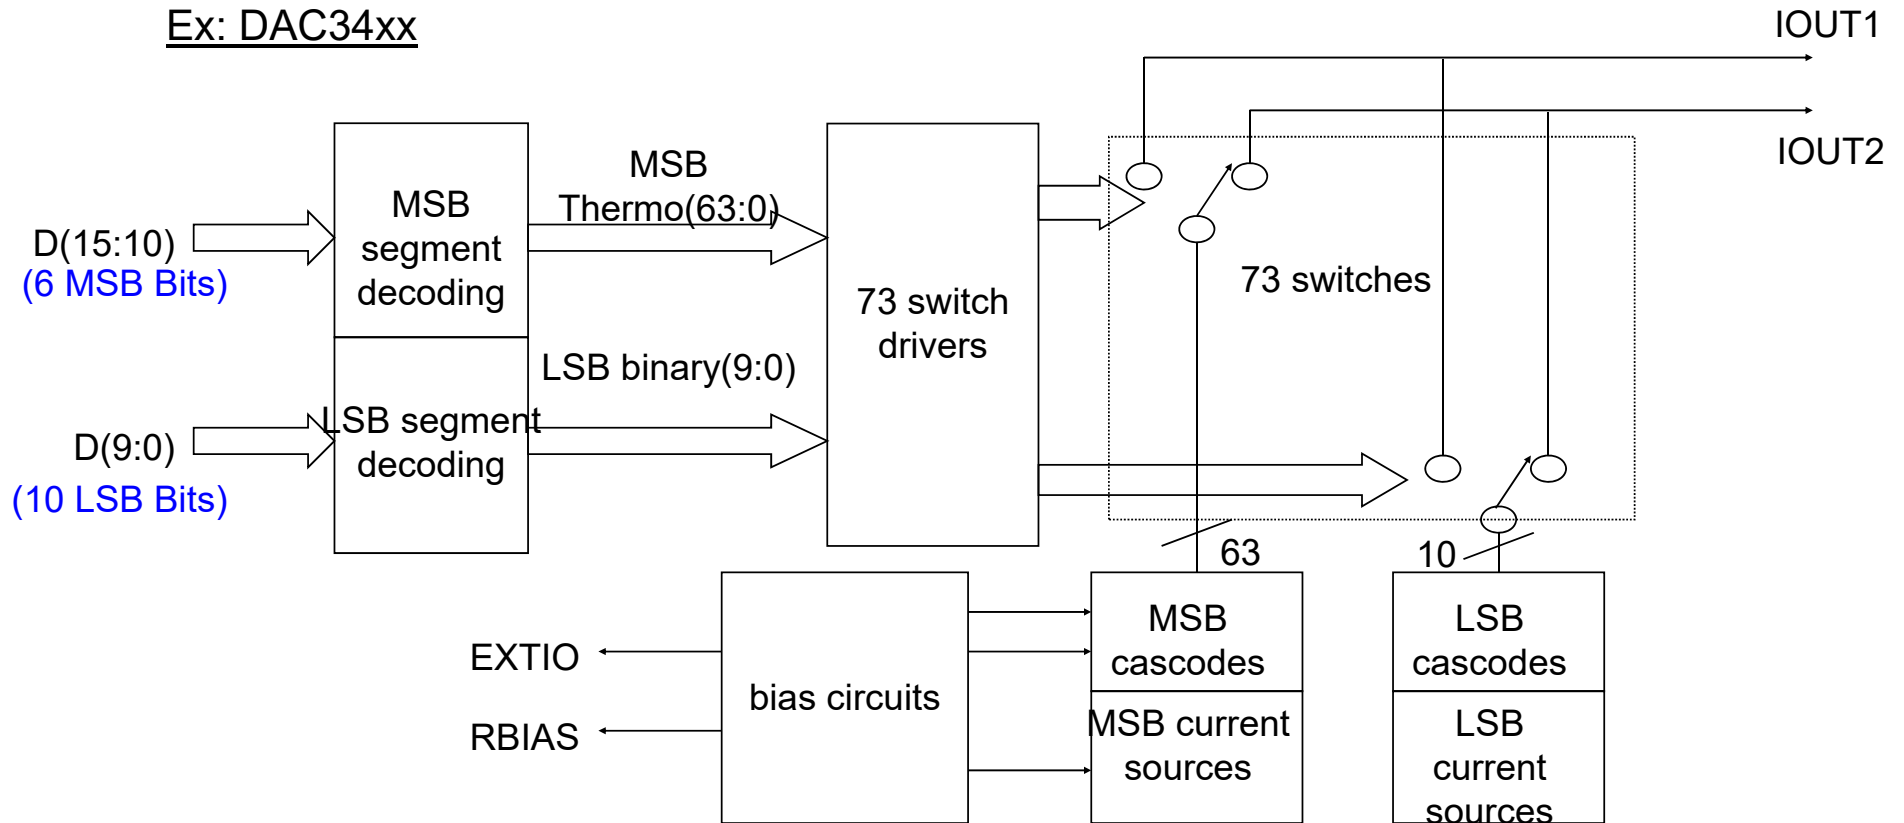 Ex: DAC34xx
IOUT1
IOUT2
D(15:10)
(6 MSB Bits)
MSB
segment
decoding
MSB
Thermo(63:0)
D(9:0)
(10 LSB Bits)
LSB segment
decoding
LSB binary(9:0)
73 switch
drivers
73 switches
63
10
EXTIO
RBIAS
bias circuits
MSB
cascodes
MSB current
sources
LSB
cascodes
LSB
current
sources